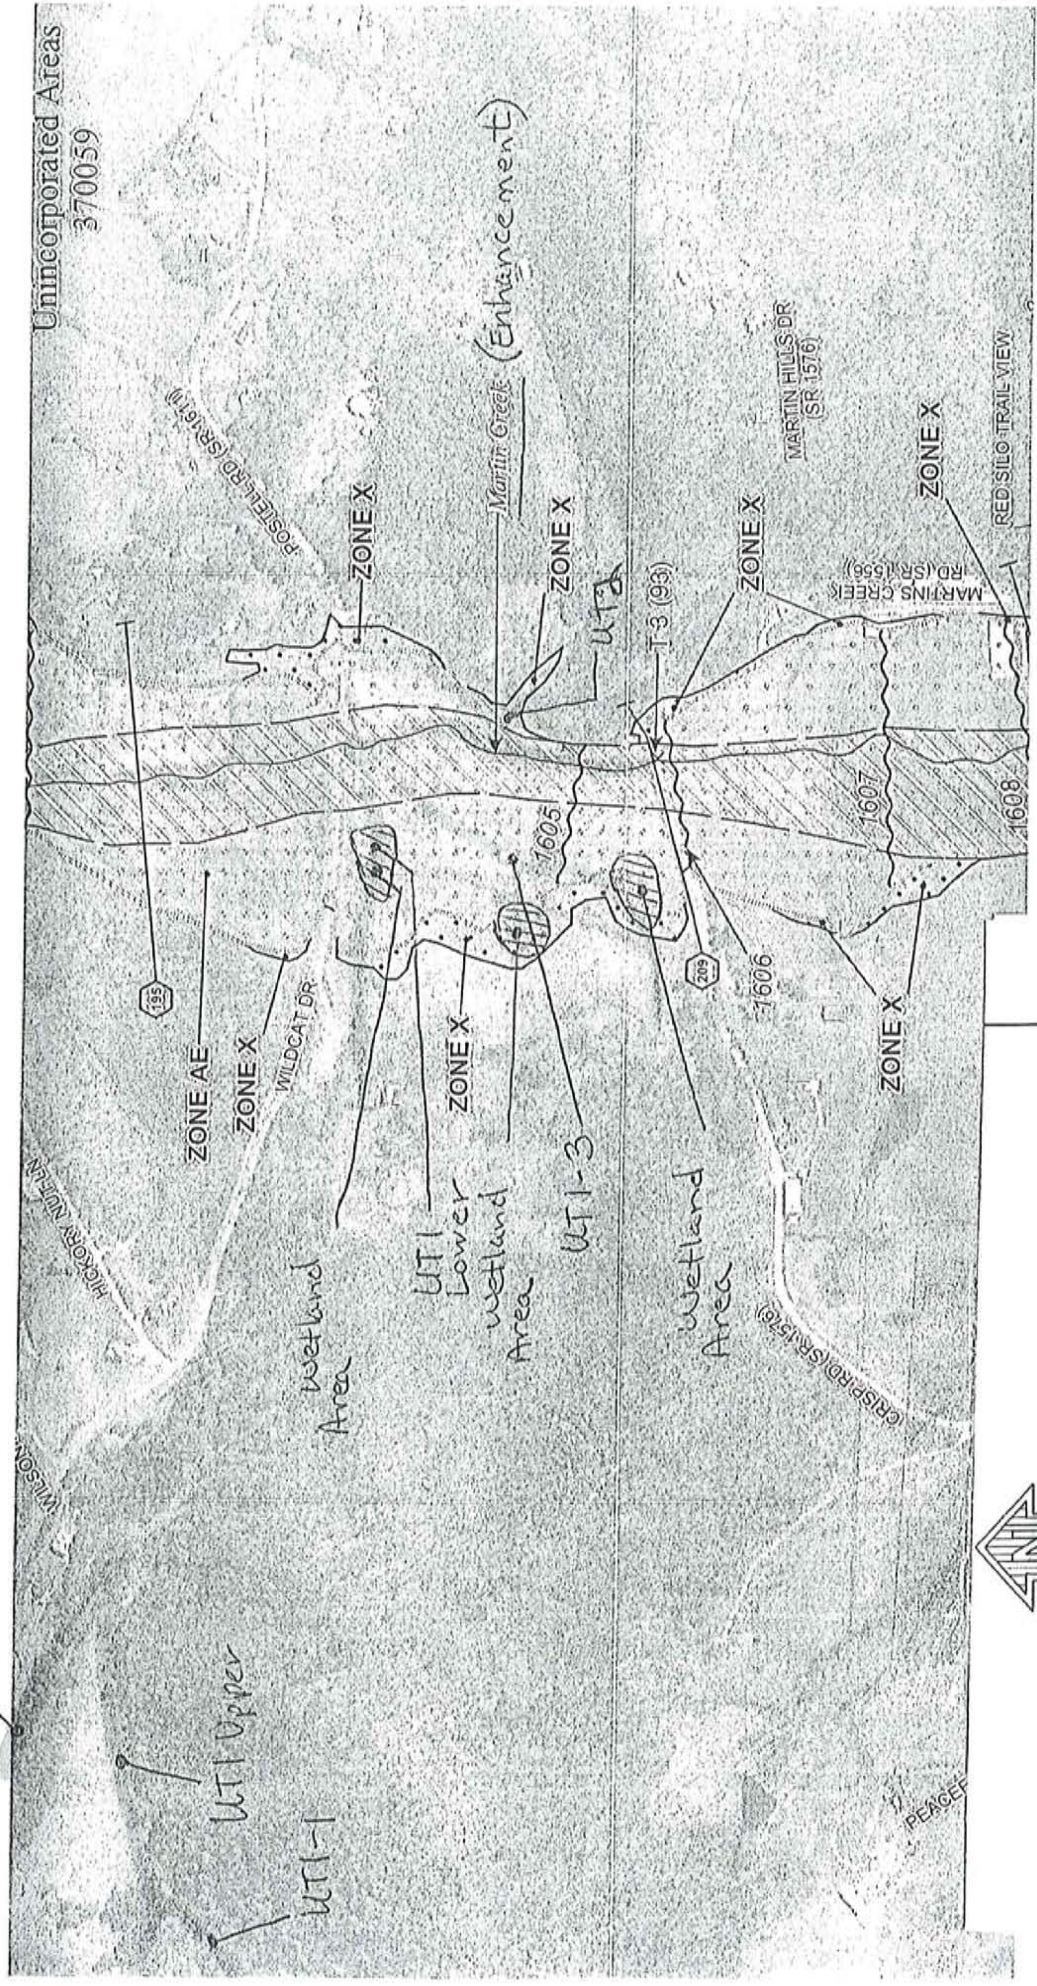 Unincorporated Areas
370059
POSTELL RD (SR 1611)
ZONE X
Martin Creek (Enhancement)
ZONE X
UT2
T-3 (93)
ZONE X
MARTIN HILLS DR
(SR 1576)
ZONE X
RED SILO TRAIL VIEW
MARTINS CREEK
RD (SR 1556)
195
ZONE AE
ZONE X
WILDCAT DR
HICKORY NUT LN
WILSON
1605
1607
1608
209
1606
ZONE X
ZONE X
Wetland
Area
UT1
Lower
Wetland
Area
UT1-3
Wetland
Area
CRISP RD (SR 1576)
UT1 Upper
UT1-1
N